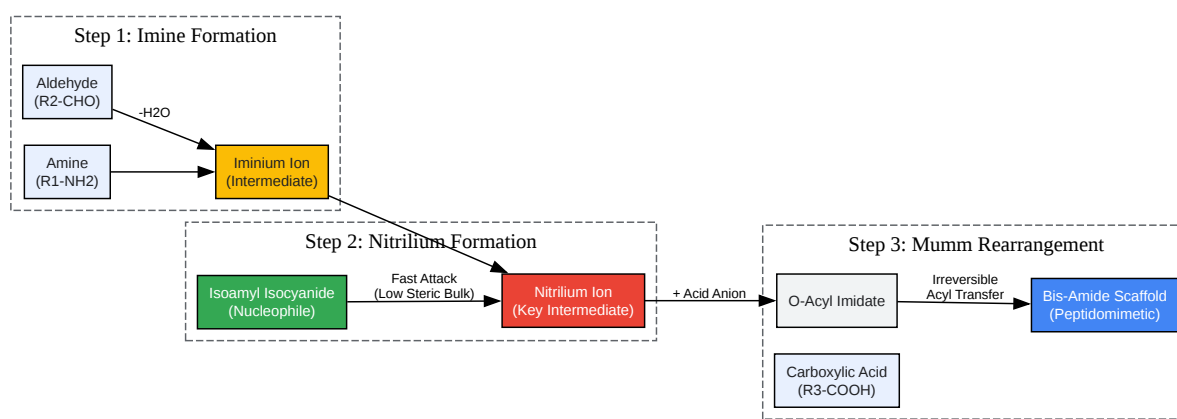 Step 1: Imine Formation
Aldehyde
(R2-CHO)
-H2O
Amine
(R1-NH2)
Iminium Ion
(Intermediate)
Step 2: Nitrilium Formation
Isoamyl Isocyanide
(Nucleophile)
Fast Attack
(Low Steric Bulk)
Nitrilium Ion
(Key Intermediate)
+ Acid Anion
Step 3: Mumm Rearrangement
O-Acyl Imidate
Irreversible
Acyl Transfer
Bis-Amide Scaffold
(Peptidomimetic)
Carboxylic Acid
(R3-COOH)